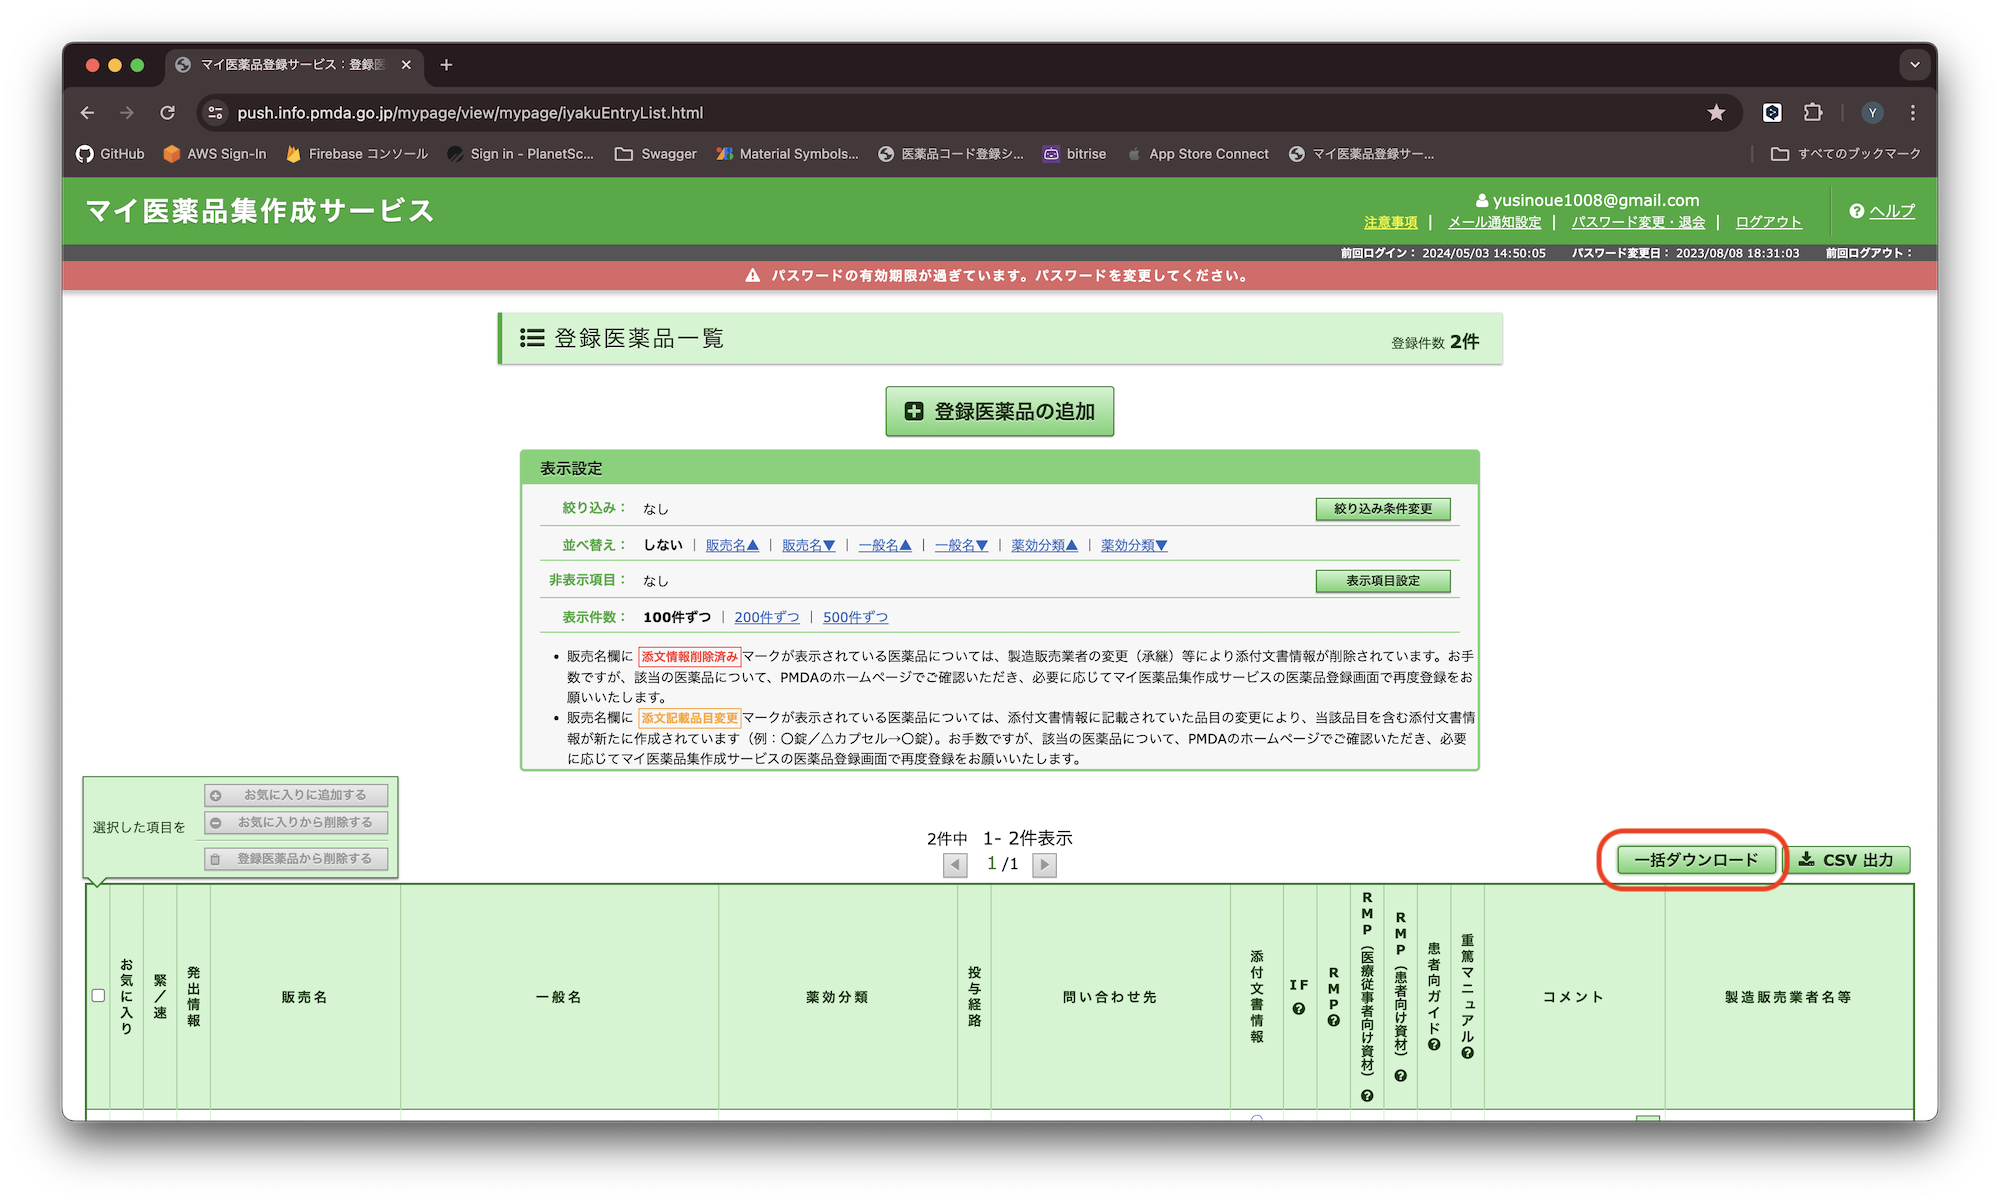 マイ医薬品登録サービス：登録医
push.info.pmda.go.jp/mypage/view/mypage/iyakuEntryList.html
Y
GitHub AWS Sign-In Firebase コンソール Sign in - PlanetSc... Swagger Material Symbols... 医薬品コード登録シ... bitrise App Store Connect マイ医薬品登録サー... すべてのブックマーク
マイ医薬品集作成サービス
yusinoue1008@gmail.com
注意事項 | メール通知設定 | パスワード変更・退会 | ログアウト
ヘルプ
前回ログイン： 2024/05/03 14:50:05 パスワード変更日： 2023/08/08 18:31:03 前回ログアウト：
パスワードの有効期限が過ぎています。パスワードを変更してください。
登録医薬品一覧
登録件数 2件
登録医薬品の追加
表示設定
絞り込み： なし 絞り込み条件変更
並べ替え： しない | 販売名▲ | 販売名▼ | 一般名▲ | 一般名▼ | 薬効分類▲ | 薬効分類▼
非表示項目： なし 表示項目設定
表示件数： 100件ずつ | 200件ずつ | 500件ずつ
• 販売名欄に 添文情報削除済み マークが表示されている医薬品については、製造販売業者の変更（承継）等により添付文書情報が削除されています。お手
数ですが、該当の医薬品について、PMDAのホームページでご確認いただき、必要に応じてマイ医薬品集作成サービスの医薬品登録画面で再度登録をお
願いいたします。
• 販売名欄に 添文記載品目変更 マークが表示されている医薬品については、添付文書情報に記載されていた品目の変更により、当該品目を含む添付文書情
報が新たに作成されています（例：○錠／△カプセル→○錠）。お手数ですが、該当の医薬品について、PMDAのホームページでご確認いただき、必要
に応じてマイ医薬品集作成サービスの医薬品登録画面で再度登録をお願いいたします。
選択した項目を
お気に入りに追加する
お気に入りから削除する
登録医薬品から削除する
2件中 1- 2件表示
1 /1
一括ダウンロード
CSV 出力
お気に入り
緊／速
発出情報
販売名
一般名
薬効分類
投与経路
問い合わせ先
添付文書情報
IF
RMP
RMP（医療従事者向け資材）
RMP（患者向け資材）
患者向ガイド
重篤マニュアル
コメント
製造販売業者名等